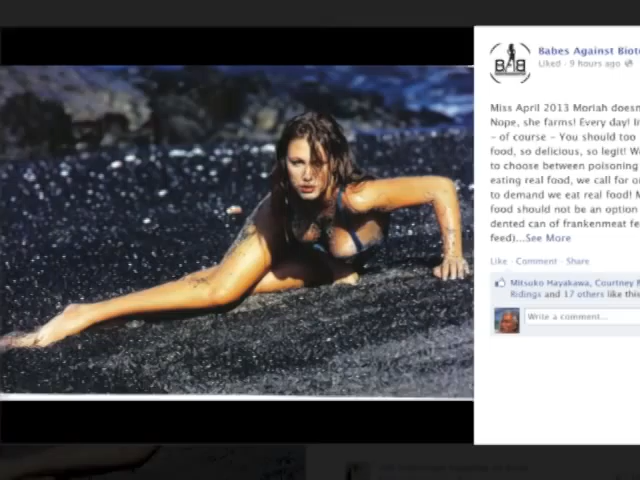 BAB
Babes Against Biot
Liked · 9 hours ago
Miss April 2013 Moriah doesn
Nope, she farms! Every day! I
- of course - You should too
food, so delicious, so legit! W
to choose between poisoning
eating real food, we call for o
to demand we eat real food! M
food should not be an option
dented can of frankenmeat fe
feed)...See More
Like · Comment · Share
Mitsuko Hayakawa, Courtney
Ridings and 17 others like this
Write a comment...